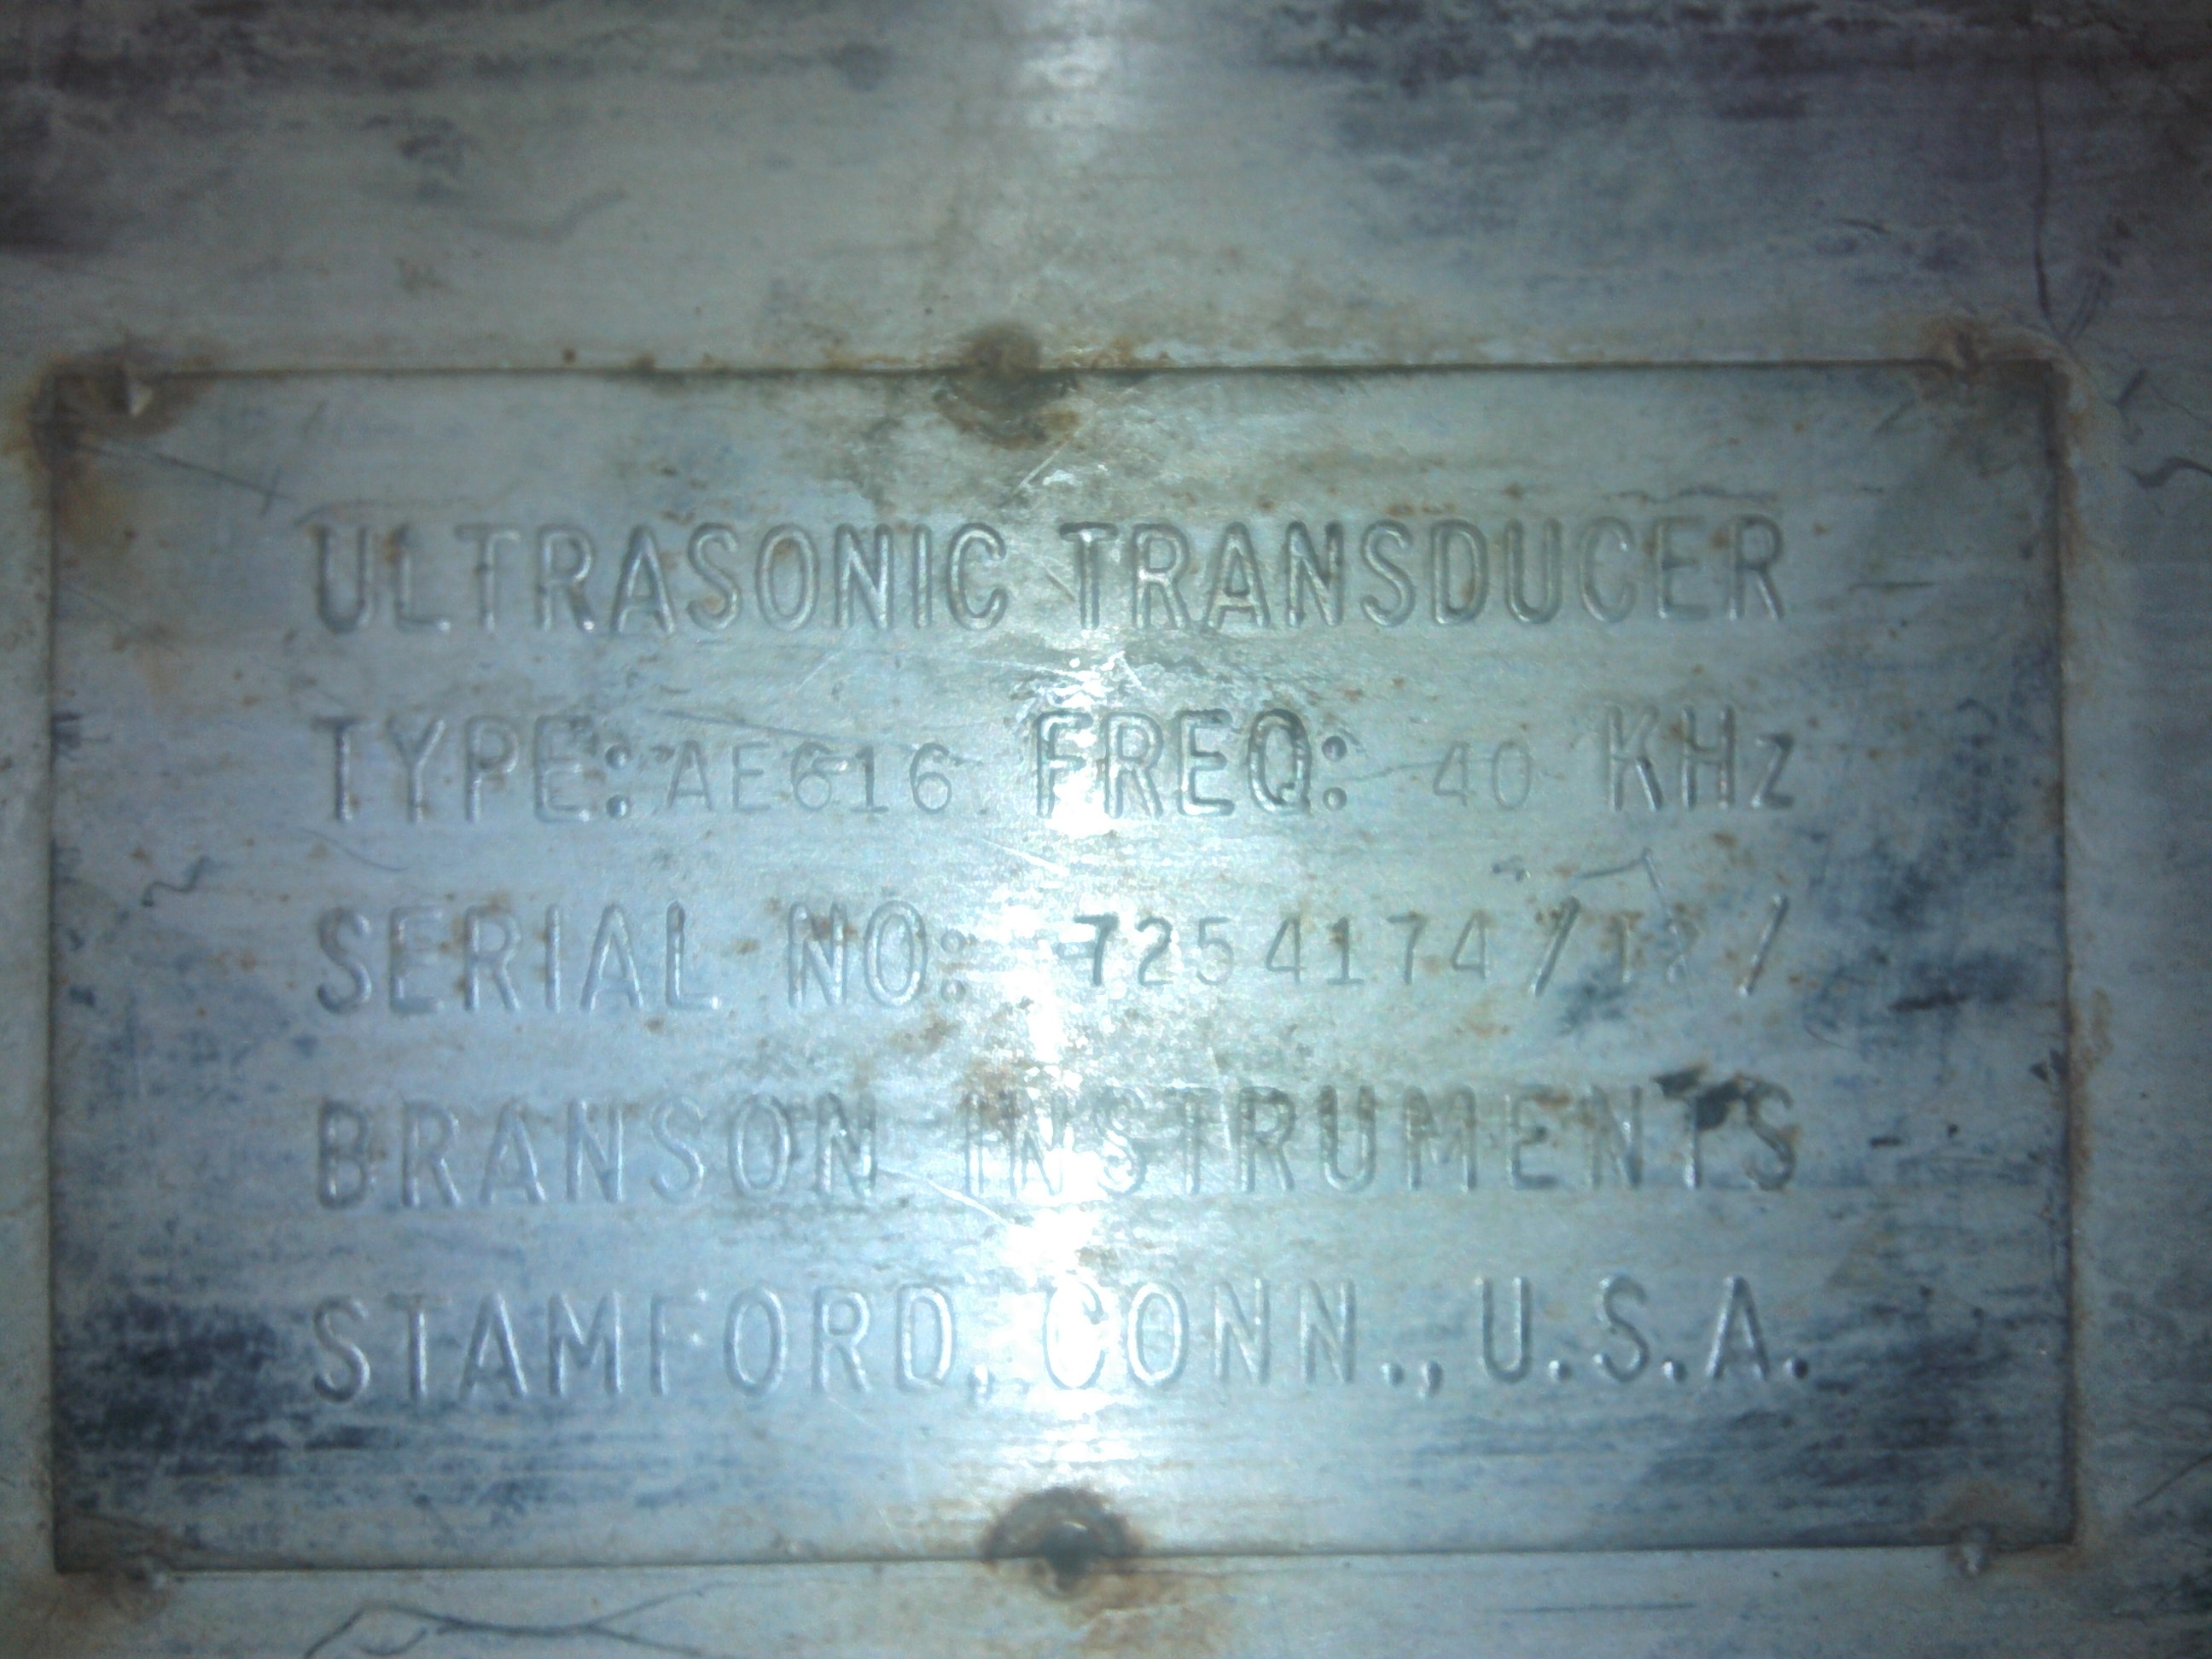 ULTRASONIC TRANSDUCER
TYPE: AE616 FREQ: 40 KHz
SERIAL NO: 7254174/ /
BRANSON INSTRUMENTS
STAMFORD, CONN., U.S.A.